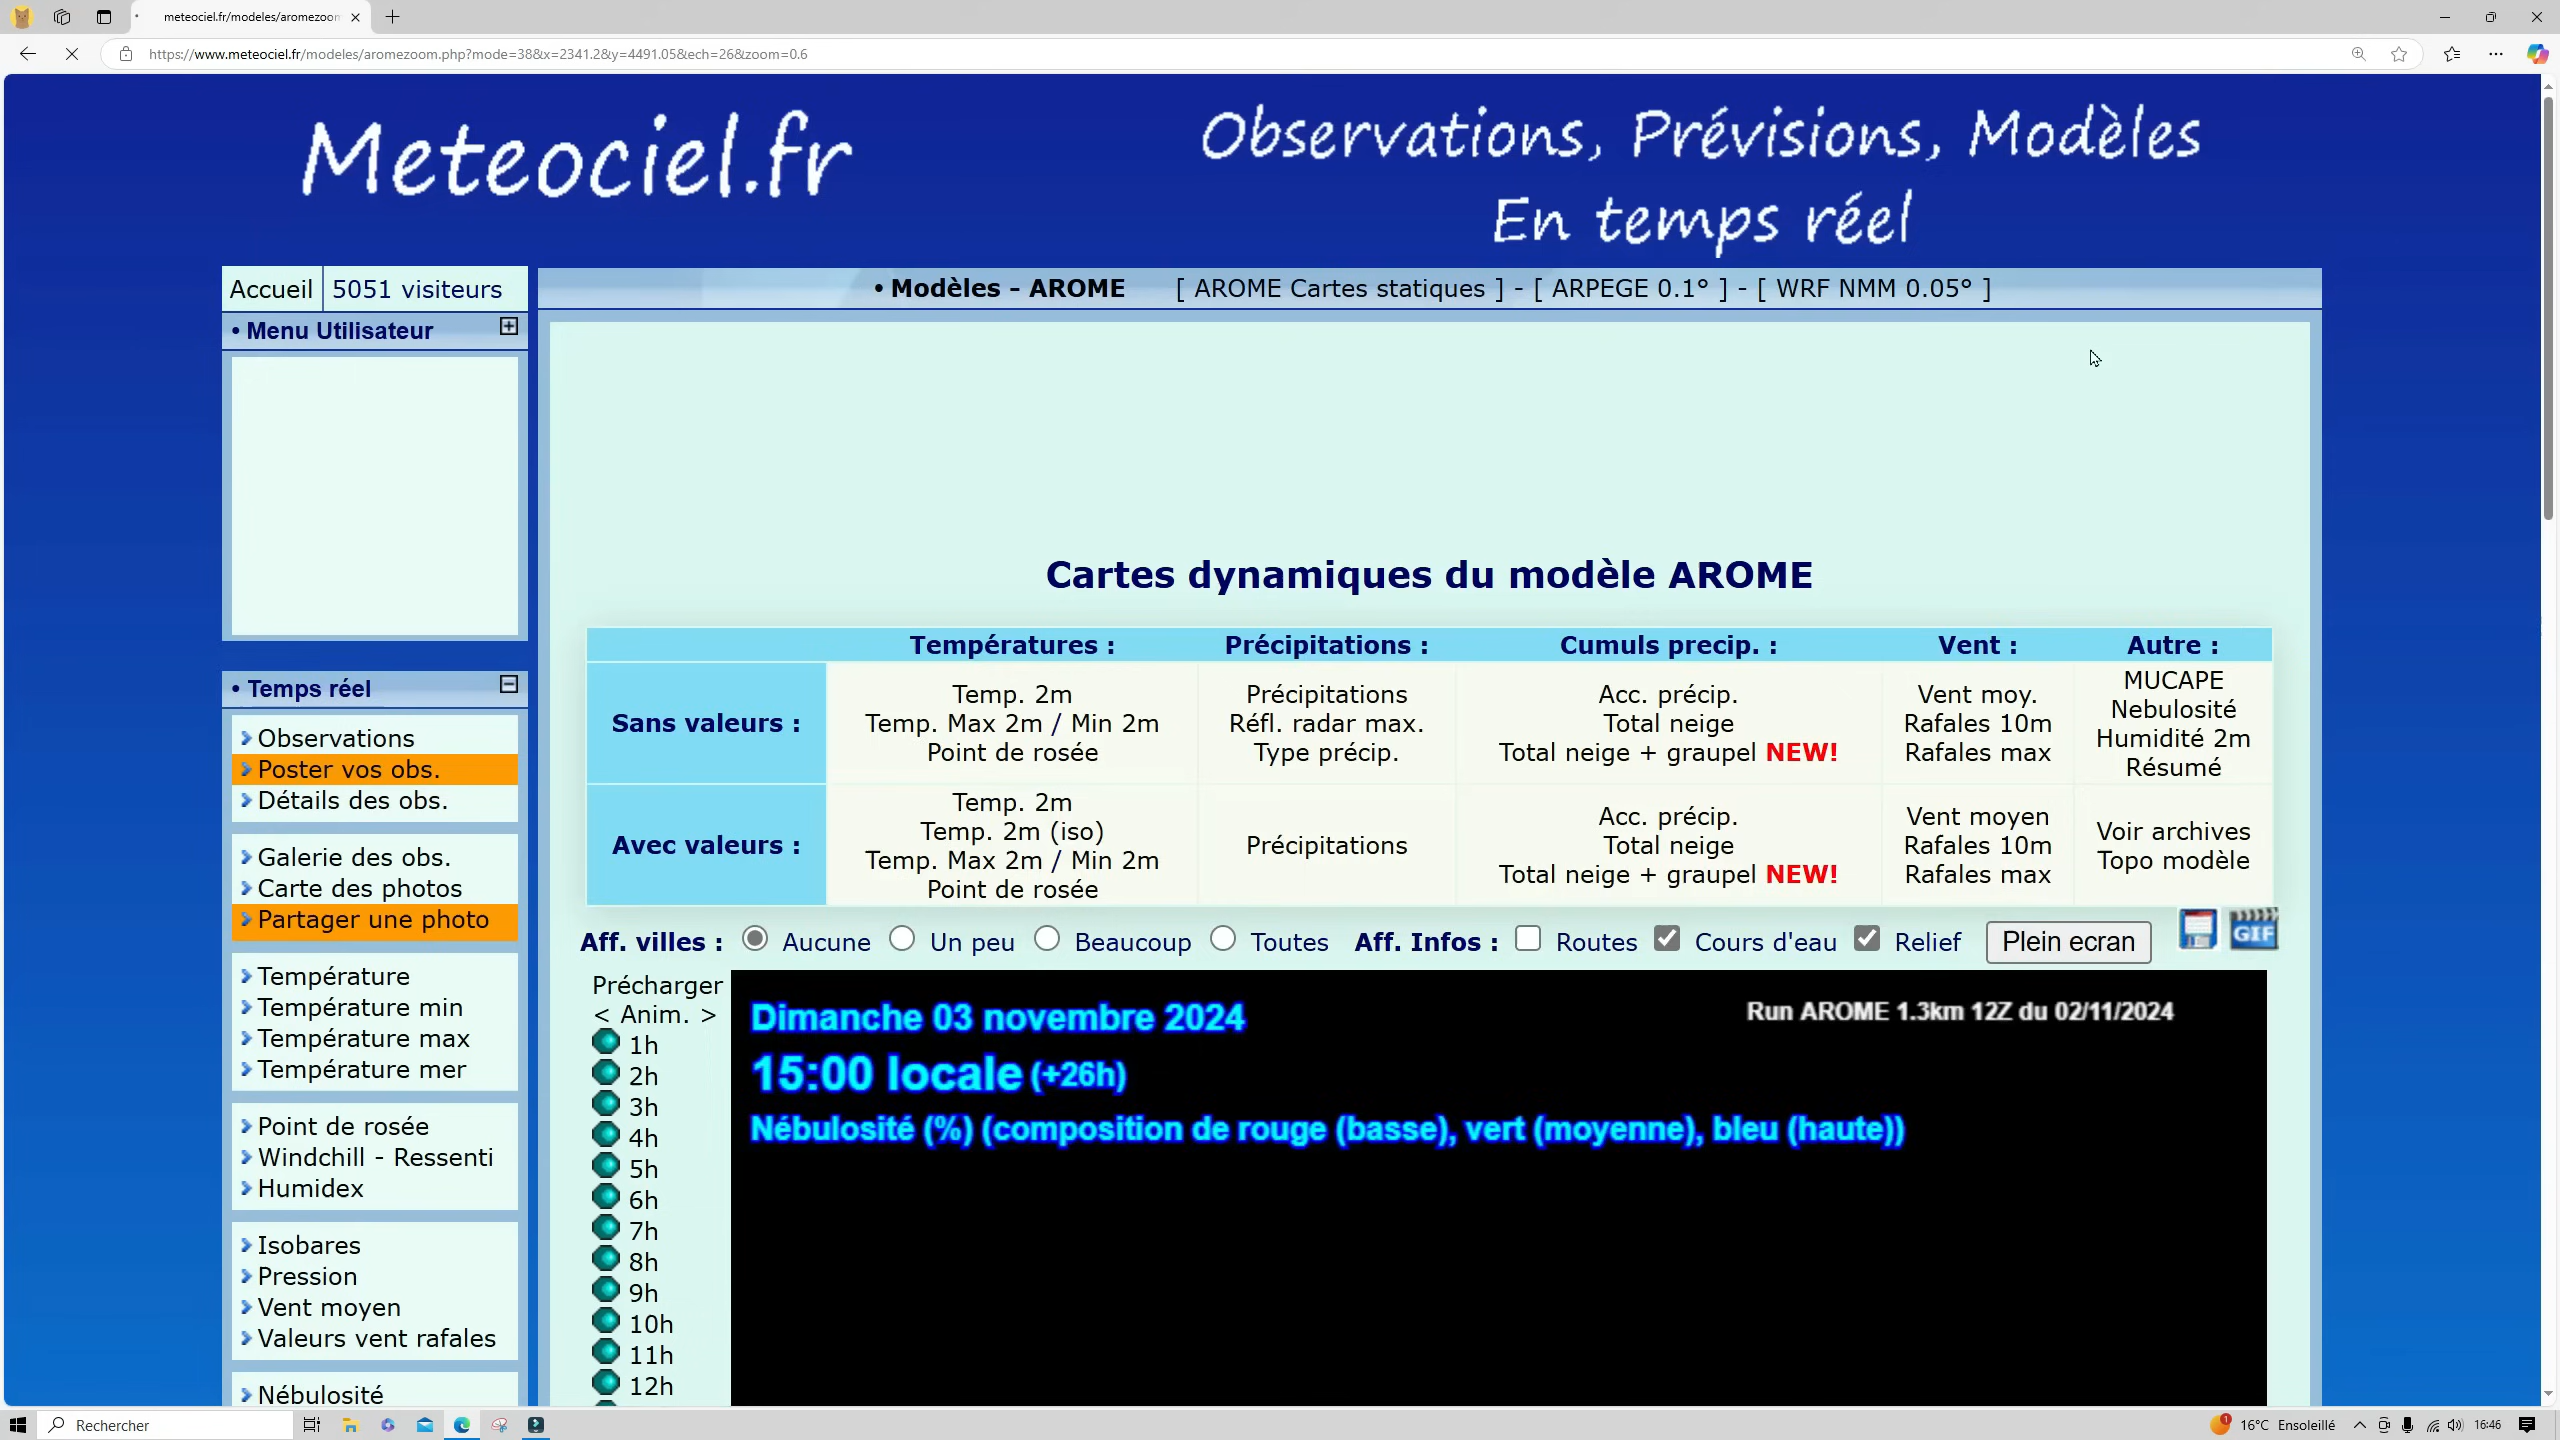 meteociel.fr/modeles/aromezoom
https://www.meteociel.fr/modeles/aromezoom.php?mode=38&x=2341.2&y=4491.05&ech=26&zoom=0.6
Meteociel.fr
Observations, Prévisions, Modèles
En temps réel
Accueil 5051 visiteurs
• Menu Utilisateur
• Modèles - AROME [ AROME Cartes statiques ] - [ ARPEGE 0.1° ] - [ WRF NMM 0.05° ]
• Temps réel
Observations
Poster vos obs.
Détails des obs.
Galerie des obs.
Carte des photos
Partager une photo
Température
Température min
Température max
Température mer
Point de rosée
Windchill - Ressenti
Humidex
Isobares
Pression
Vent moyen
Valeurs vent rafales
Nébulosité
Cartes dynamiques du modèle AROME
Températures : Précipitations : Cumuls precip. : Vent : Autre :
Sans valeurs :
Temp. 2m
Temp. Max 2m / Min 2m
Point de rosée
Précipitations
Réfl. radar max.
Type précip.
Acc. précip.
Total neige
Total neige + graupel NEW!
Vent moy.
Rafales 10m
Rafales max
MUCAPE
Nebulosité
Humidité 2m
Résumé
Avec valeurs :
Temp. 2m
Temp. 2m (iso)
Temp. Max 2m / Min 2m
Point de rosée
Précipitations
Acc. précip.
Total neige
Total neige + graupel NEW!
Vent moyen
Rafales 10m
Rafales max
Voir archives
Topo modèle
Aff. villes : Aucune Un peu Beaucoup Toutes Aff. Infos : Routes Cours d'eau Relief Plein ecran GIF
Précharger
< Anim. >
1h
2h
3h
4h
5h
6h
7h
8h
9h
10h
11h
12h
Dimanche 03 novembre 2024
Run AROME 1.3km 12Z du 02/11/2024
15:00 locale (+26h)
Nébulosité (%) (composition de rouge (basse), vert (moyenne), bleu (haute))
Rechercher
1
16°C Ensoleillé
16:46